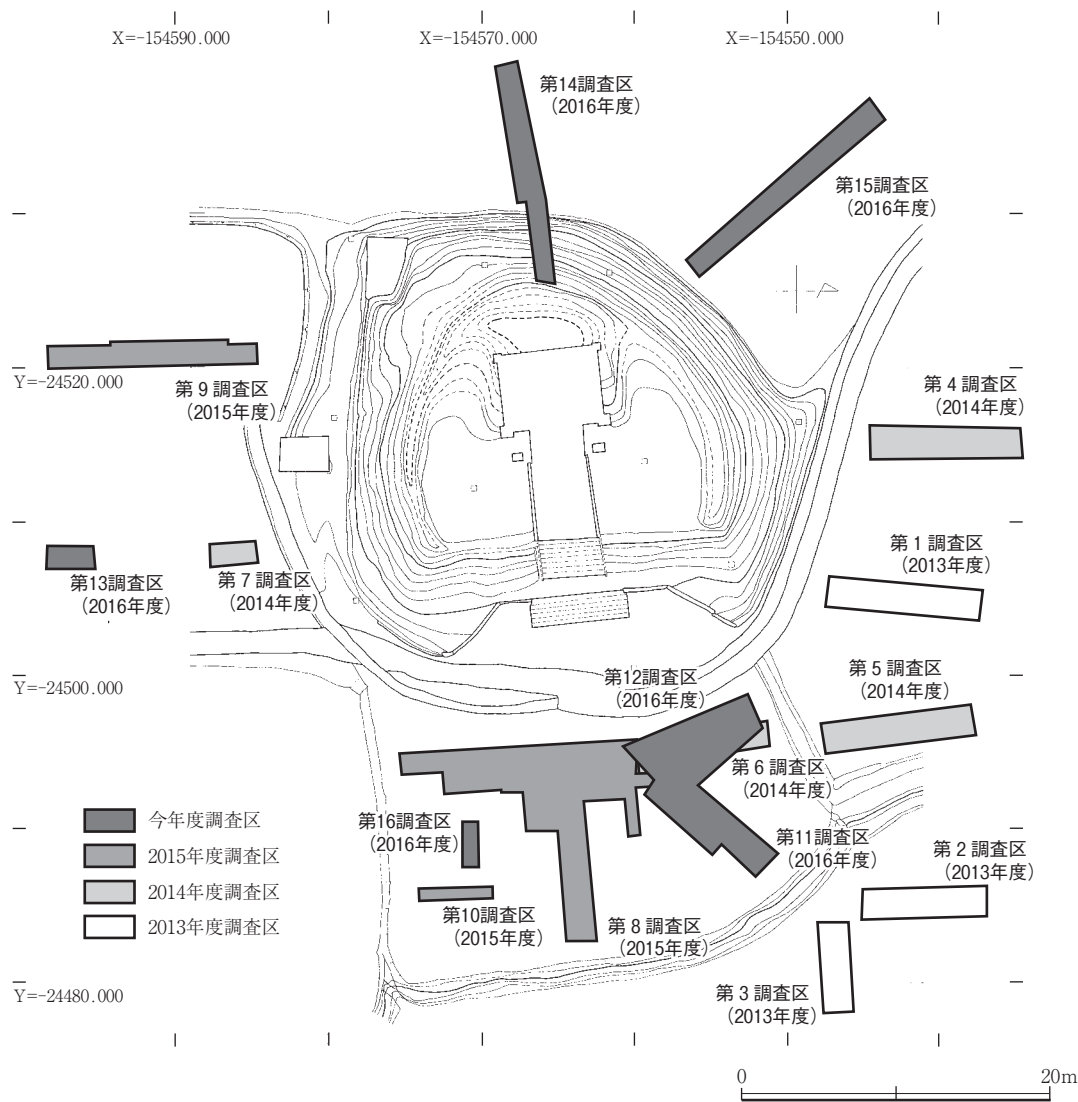 X=-154590.000
X=-154570.000
X=-154550.000
第14調査区
（2016年度）
第15調査区
（2016年度）
Y=-24520.000
第９調査区
（2015年度）
第４調査区
（2014年度）
第１調査区
（2013年度）
第13調査区
（2016年度）
第７調査区
（2014年度）
Y=-24500.000
第12調査区
（2016年度）
第５調査区
（2014年度）
第６調査区
（2014年度）
今年度調査区
2015年度調査区
2014年度調査区
2013年度調査区
第16調査区
（2016年度）
第11調査区
（2016年度）
第２調査区
（2013年度）
第10調査区
（2015年度）
第８調査区
（2015年度）
Y=-24480.000
第３調査区
（2013年度）
0
20m